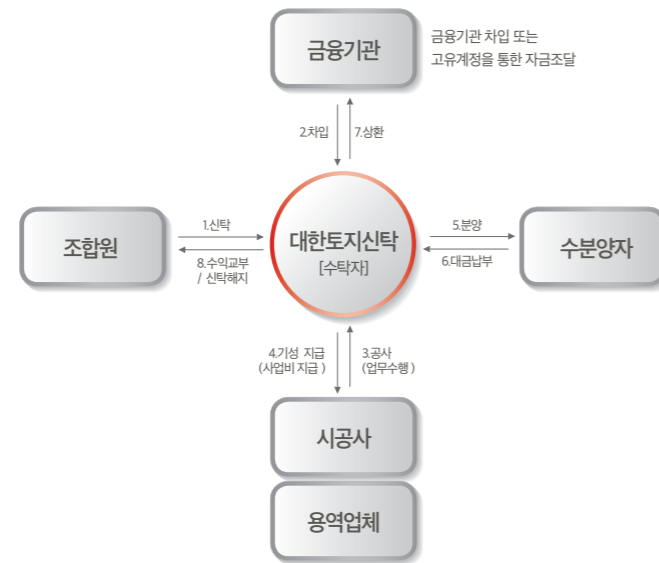 금융기관
금융기관 차입 또는
고유계정을 통한 자금조달
2.차입
7.상환
조합원
1.신탁
8.수익교부
/ 신탁해지
대한토지신탁
[수탁자]
5.분양
6.대금납부
수분양자
4.기성 지급
(사업비 지급 )
3.공사
(업무수행 )
시공사
용역업체